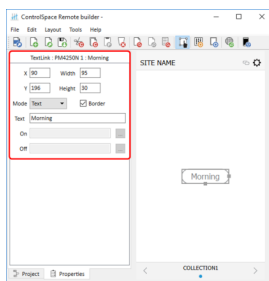 ControlSpace Remote builder -
File Edit Layout Tools Help
TextLink : PM4250N 1 : Morning
SITE NAME
X 90 Width 95
Y 196 Height 30
Mode Text Border
Text Morning
On ...
Off ...
Morning
Project Properties
COLLECTION1